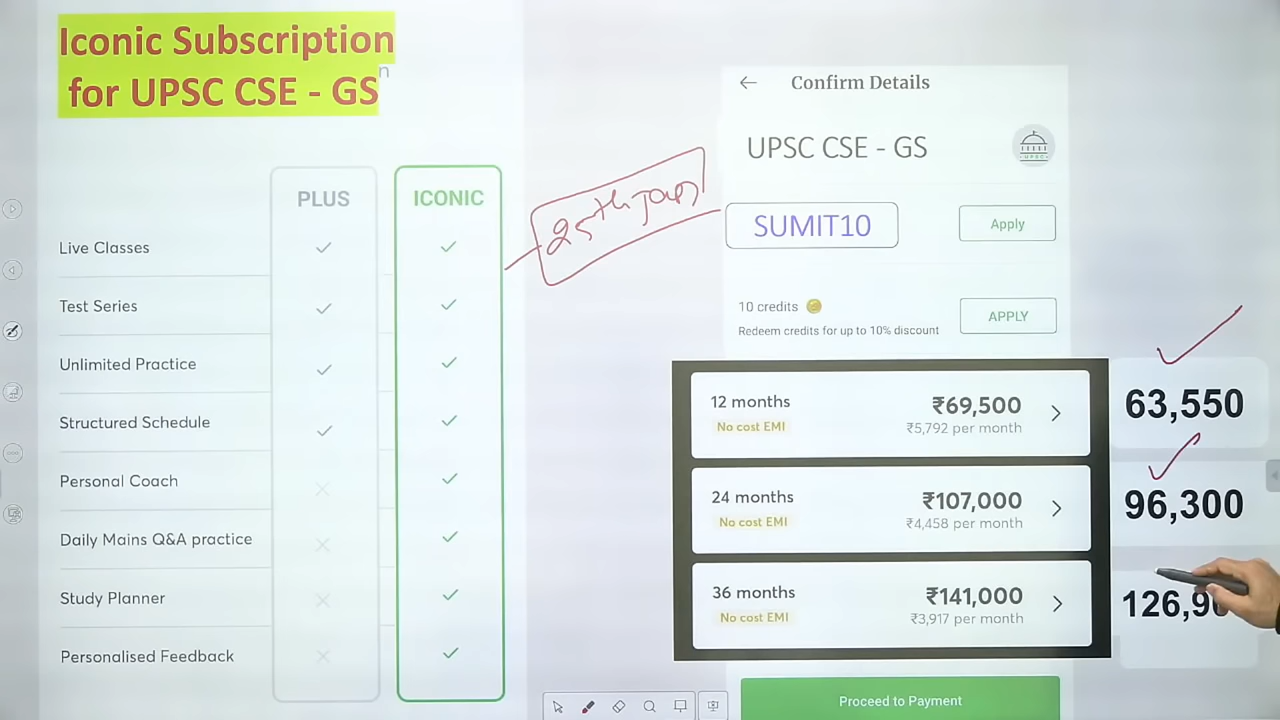 Iconic Subscription
for UPSC CSE - GS
n
PLUS
ICONIC
Live Classes
Test Series
Unlimited Practice
Structured Schedule
Personal Coach
Daily Mains Q&A practice
Study Planner
Personalised Feedback
25th Jan
Confirm Details
UPSC CSE - GS
UPSC
SUMIT10
Apply
10 credits
Redeem credits for up to 10% discount
APPLY
12 months
No cost EMI
₹69,500
₹5,792 per month
63,550
24 months
No cost EMI
₹107,000
₹4,458 per month
96,300
36 months
No cost EMI
₹141,000
₹3,917 per month
Proceed to Payment